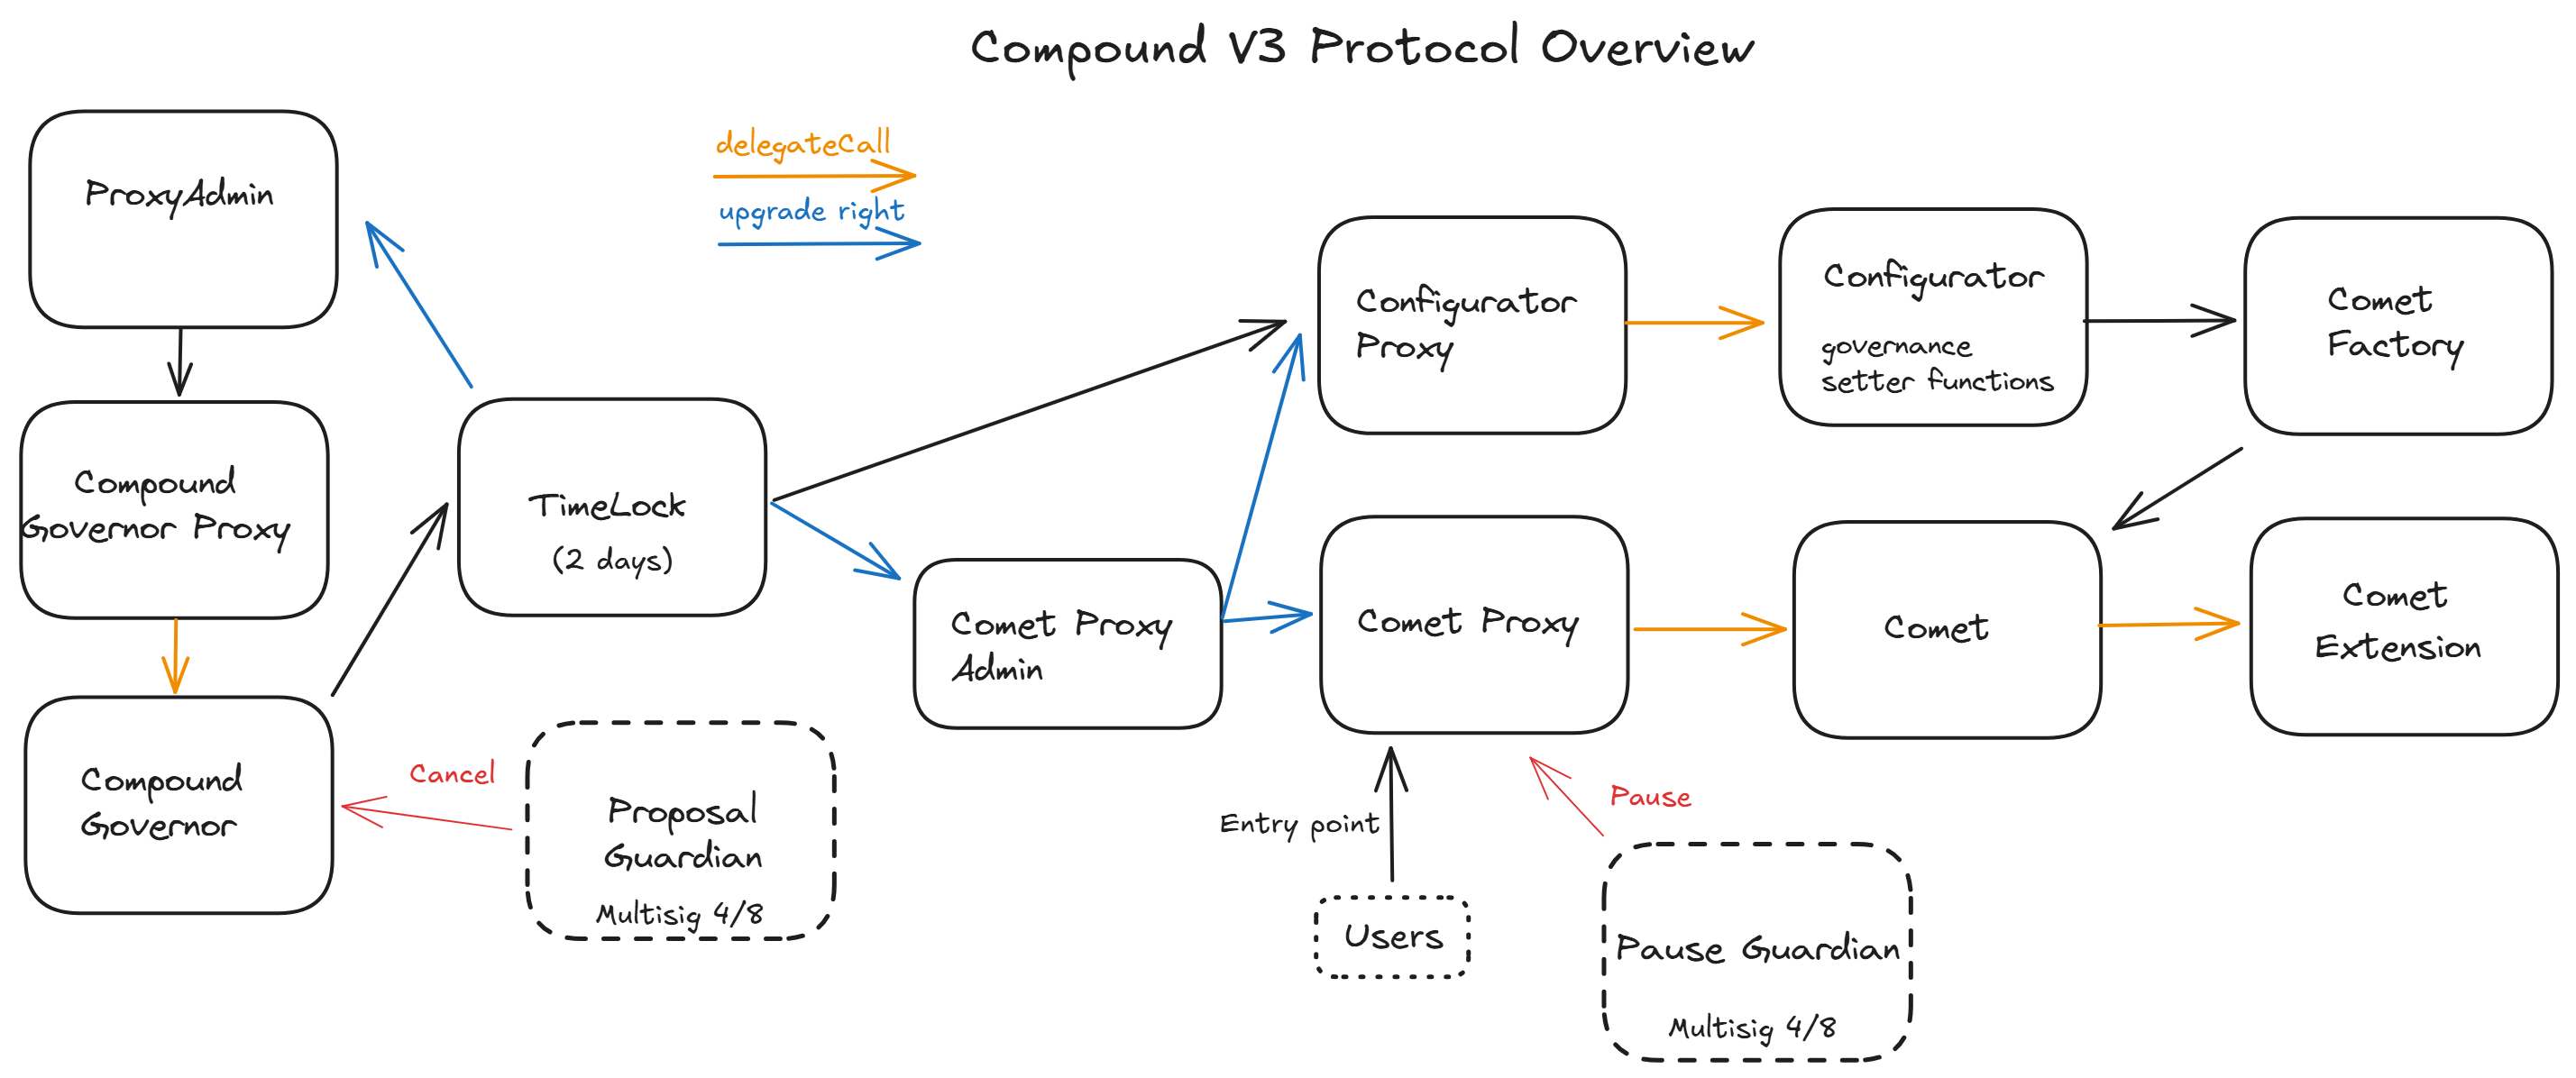 Compound V3 Protocol Overview
delegateCall
upgrade right
ProxyAdmin
Compound
Governor Proxy
Compound
Governor
TimeLock
(2 days)
Cancel
Proposal
Guardian
Multisig 4/8
Comet Proxy
Admin
Configurator
Proxy
Configurator
governance
setter functions
Comet
Factory
Comet Proxy
Comet
Comet
Extension
Entry point
Users
Pause
Pause Guardian
Multisig 4/8